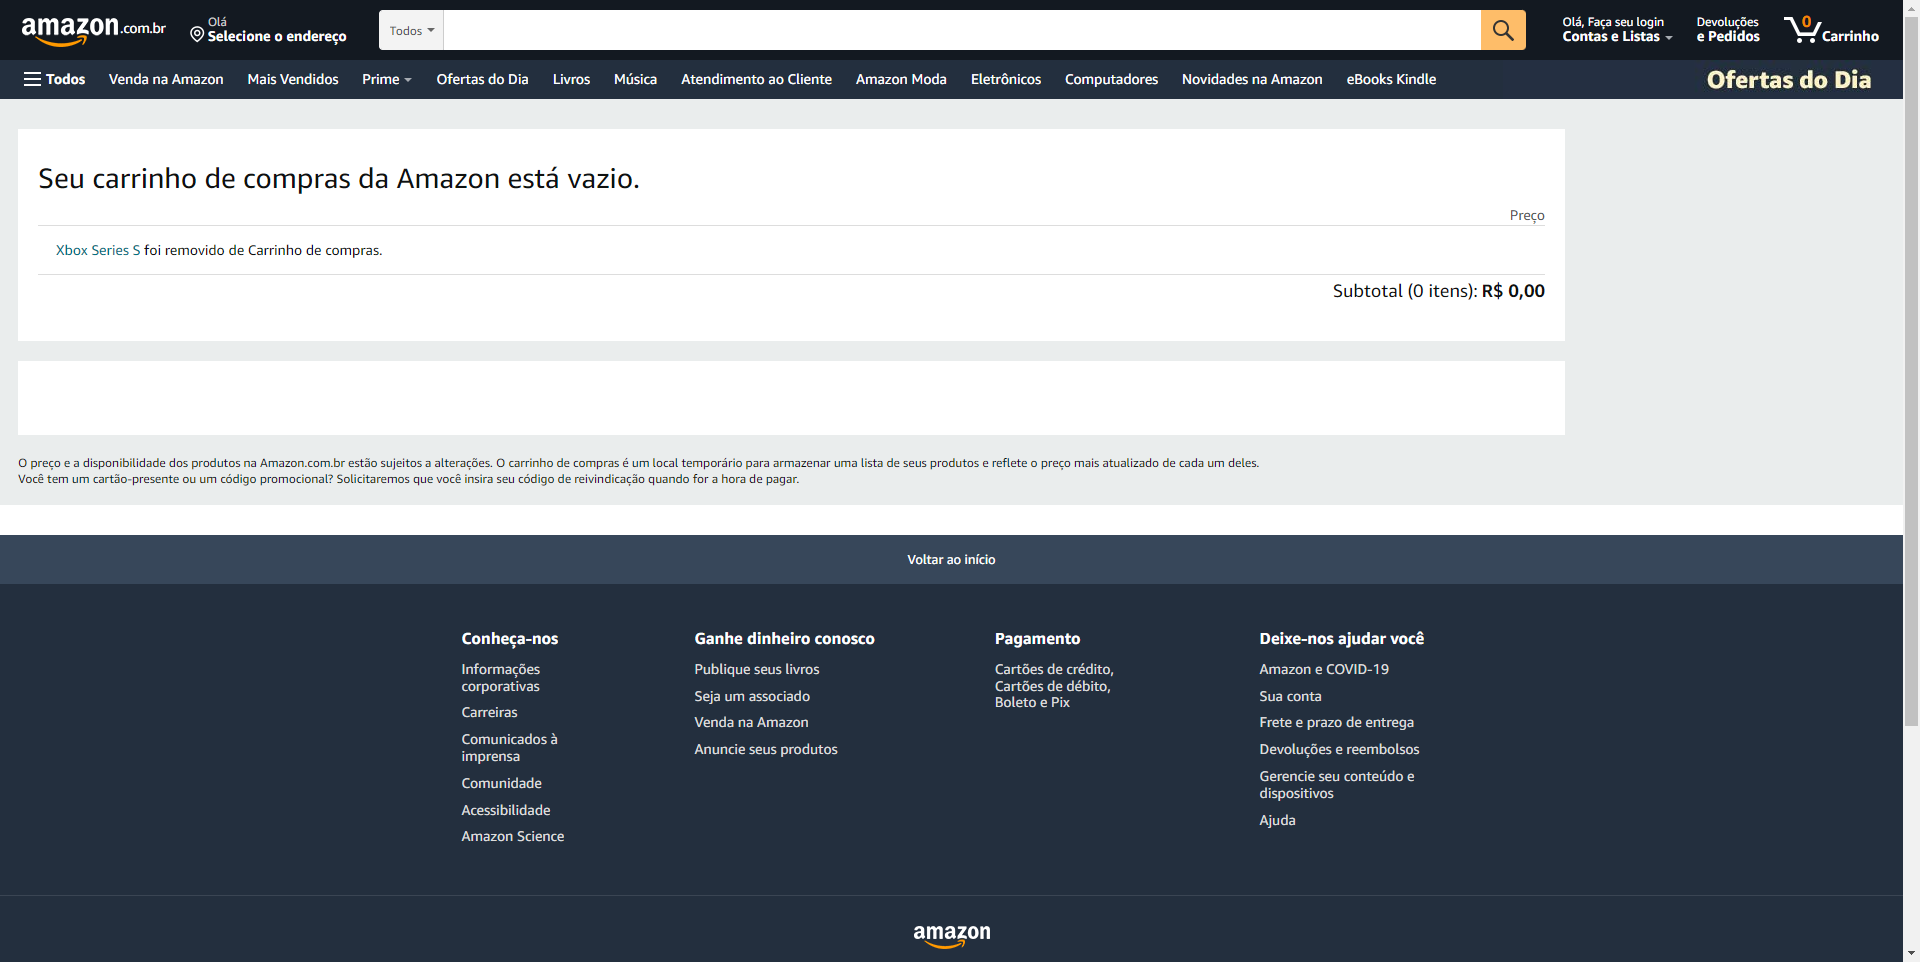 amazon.com.br
Olá
Selecione o endereço
Todos
Olá, Faça seu login
Contas e Listas
Devoluções
e Pedidos
0
Carrinho
Todos
Venda na Amazon
Mais Vendidos
Prime
Ofertas do Dia
Livros
Música
Atendimento ao Cliente
Amazon Moda
Eletrônicos
Computadores
Novidades na Amazon
eBooks Kindle
Ofertas do Dia
Seu carrinho de compras da Amazon está vazio.
Preço
Xbox Series S foi removido de Carrinho de compras.
Subtotal (0 itens): R$ 0,00
O preço e a disponibilidade dos produtos na Amazon.com.br estão sujeitos a alterações. O carrinho de compras é um local temporário para armazenar uma lista de seus produtos e reflete o preço mais atualizado de cada um deles.
Você tem um cartão-presente ou um código promocional? Solicitaremos que você insira seu código de reivindicação quando for a hora de pagar.
Voltar ao início
Conheça-nos
Informações
corporativas
Carreiras
Comunicados à
imprensa
Comunidade
Acessibilidade
Amazon Science
Ganhe dinheiro conosco
Publique seus livros
Seja um associado
Venda na Amazon
Anuncie seus produtos
Pagamento
Cartões de crédito,
Cartões de débito,
Boleto e Pix
Deixe-nos ajudar você
Amazon e COVID-19
Sua conta
Frete e prazo de entrega
Devoluções e reembolsos
Gerencie seu conteúdo e
dispositivos
Ajuda
amazon